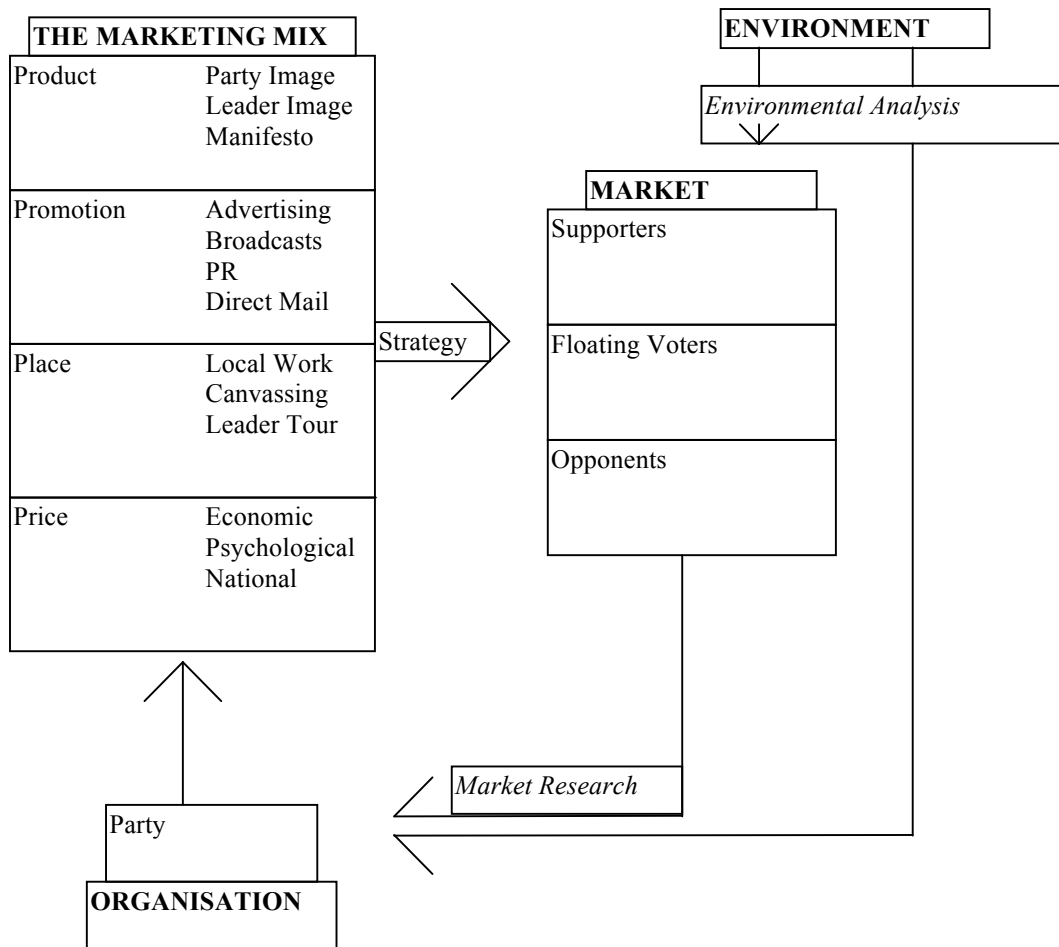 THE MARKETING MIX
Product Party Image
Leader Image
Manifesto
Promotion Advertising
Broadcasts
PR
Direct Mail
Place Local Work
Canvassing
Leader Tour
Price Economic
Psychological
National
Strategy
ENVIRONMENT
Environmental Analysis
MARKET
Supporters
Floating Voters
Opponents
Market Research
Party
ORGANISATION